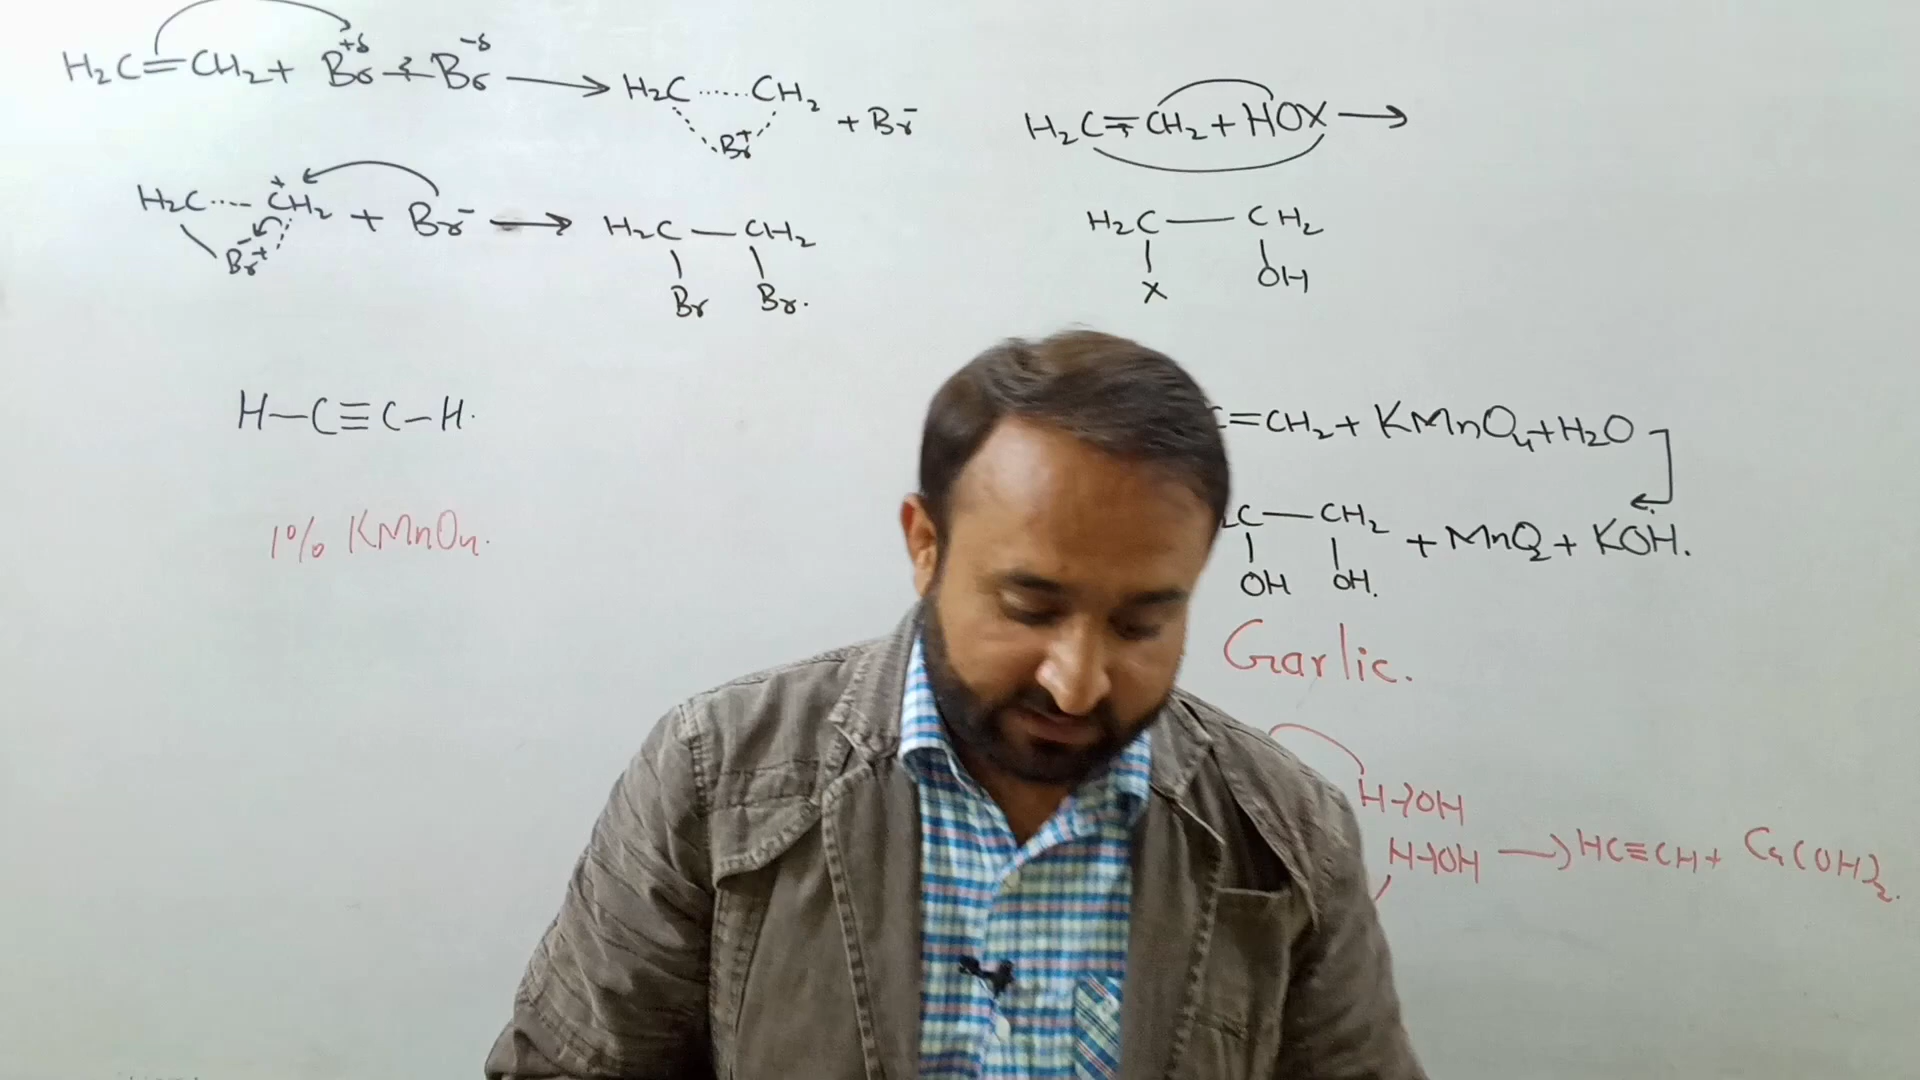 H₂C=CH₂ + Br⁺ᵟ–Br⁻ᵟ → H₂C.....CH₂ + Br⁻
Br⁺
H₂C....C⁺H₂ + Br⁻ → H₂C—CH₂
Br⁺
Br Br.
H₂C=CH₂ + HOX →
H₂C—CH₂
X OH
H—C≡C—H.
1% KMnO₄.
=CH₂ + KMnO₄ + H₂O
C—CH₂ + MnO₂ + KOH.
OH OH.
Garlic.
H–OH
H–OH → HC≡CH + Ca(OH)₂.